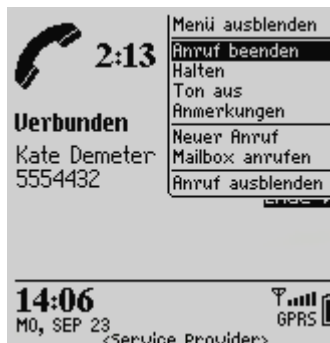 Menü ausblenden
2:13
Anruf beenden
Halten
Ton aus
Anmerkungen
Verbunden
Neuer Anruf
Kate Demeter
Mailbox anrufen
5554432
Anruf ausblenden
14:06
MO, SEP 23
GPRS
<Service Provider>